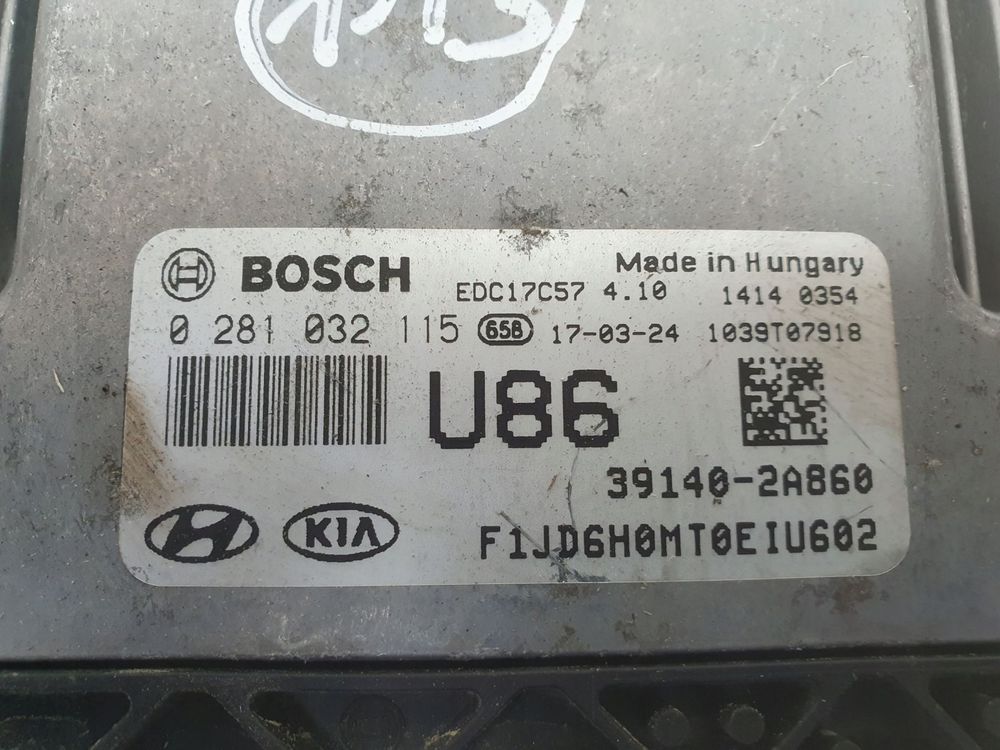 BOSCH
Made in Hungary
EDC17C57 4.10
1414 0354
0 281 032 115 65B 17-03-24 1039T07918
U86
39140-2A860
KIA
F1JD6H0MT0EIU602